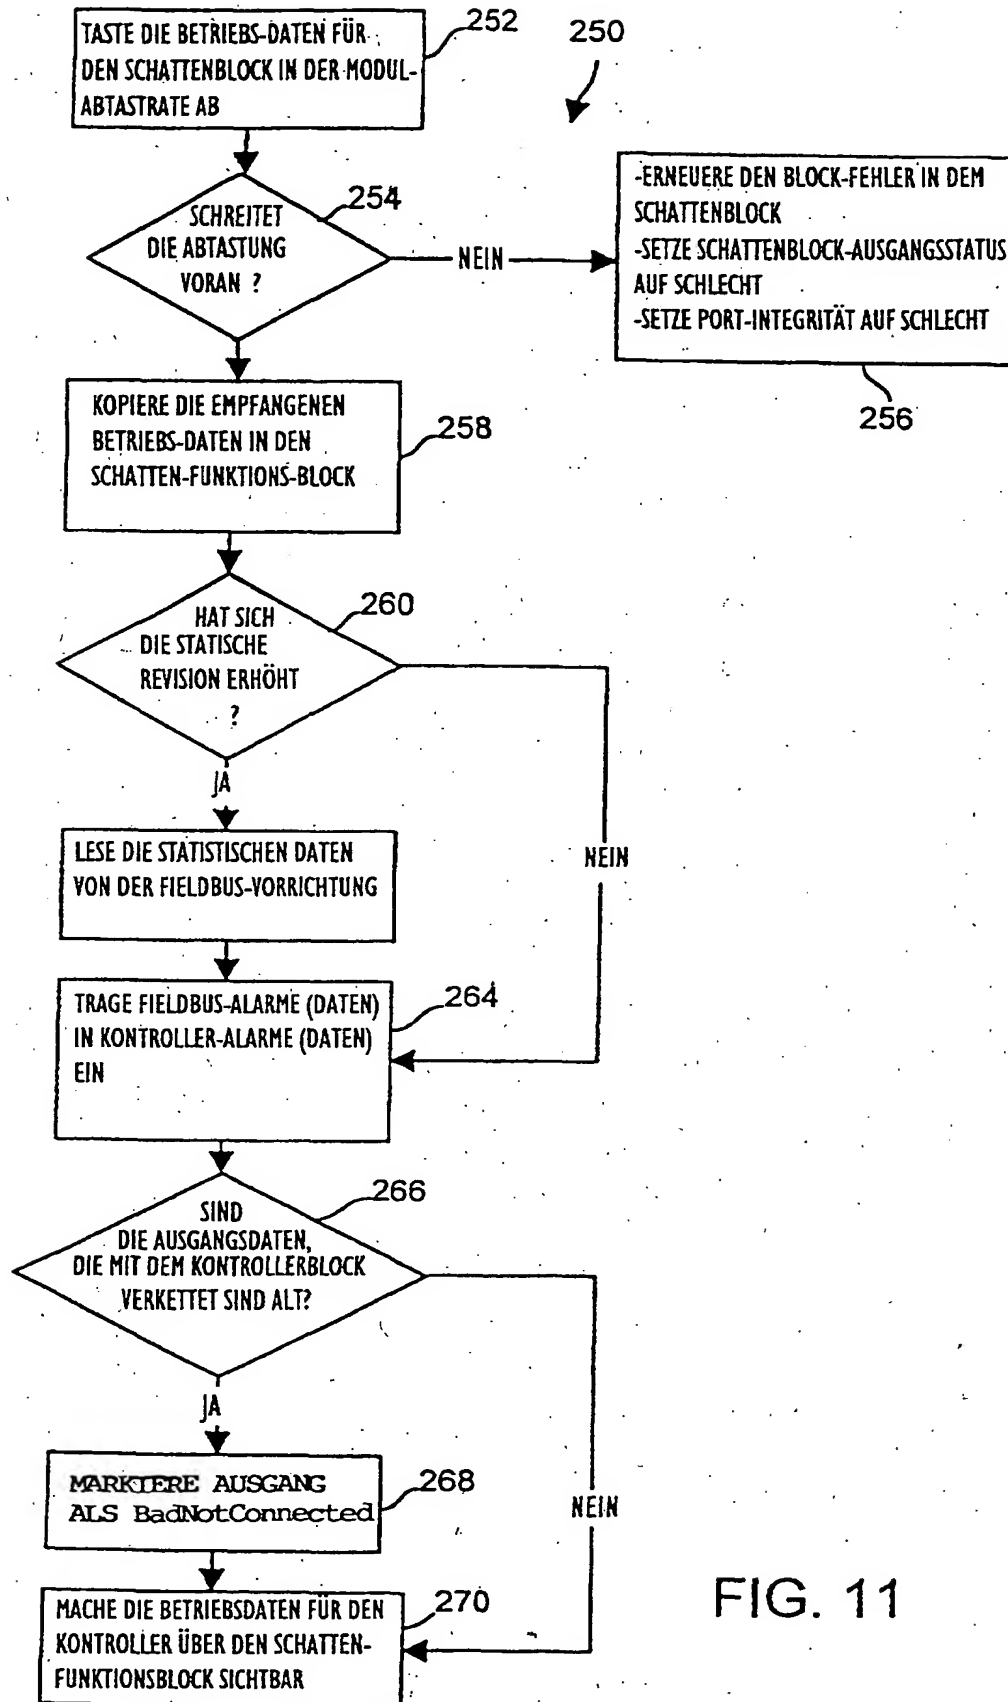 TASTE DIE BETRIEBS-DATEN FÜR
DEN SCHATTENBLOCK IN DER MODUL-
ABTASTRATE AB
252
250
SCHREITET
DIE ABTASTUNG
VORAN ?
254
NEIN
-ERNEUERE DEN BLOCK-FEHLER IN DEM
SCHATTENBLOCK
-SETZE SCHATTENBLOCK-AUSGANGSSTATUS
AUF SCHLECHT
-SETZE PORT-INTEGRITÄT AUF SCHLECHT
256
KOPIERE DIE EMPFANGENEN
BETRIEBS-DATEN IN DEN
SCHATTEN-FUNKTIONS-BLOCK
258
HAT SICH
DIE STATISCHE
REVISION ERHÖHT
?
260
JA
NEIN
LESE DIE STATISTISCHEN DATEN
VON DER FIELDBUS-VORRICHTUNG
TRAGE FIELDBUS-ALARME (DATEN)
IN KONTROLLER-ALARME (DATEN)
EIN
264
SIND
DIE AUSGANGSDATEN,
DIE MIT DEM KONTROLLERBLOCK
VERKETTET SIND ALT?
266
JA
NEIN
MARKIERE AUSGANG
ALS BadNotConnected
268
MACHE DIE BETRIEBSDATEN FÜR DEN
KONTROLLER ÜBER DEN SCHATTEN-
FUNKTIONSBLOCK SICHTBAR
270
FIG. 11